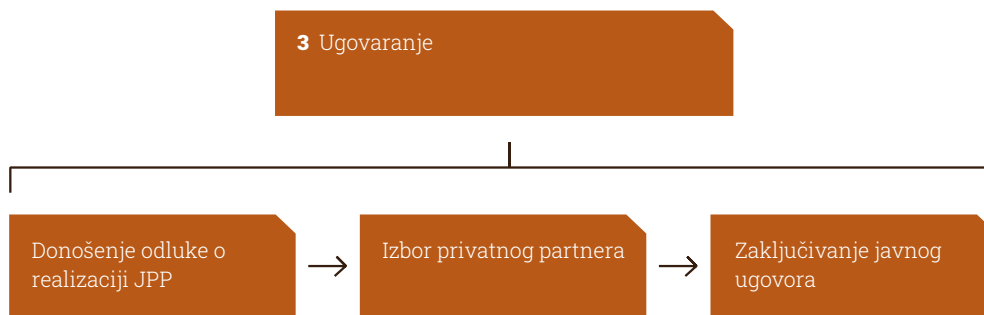 3 Ugovaranje
Donošenje odluke o
realizaciji JPP
Izbor privatnog partnera
Zaključivanje javnog
ugovora